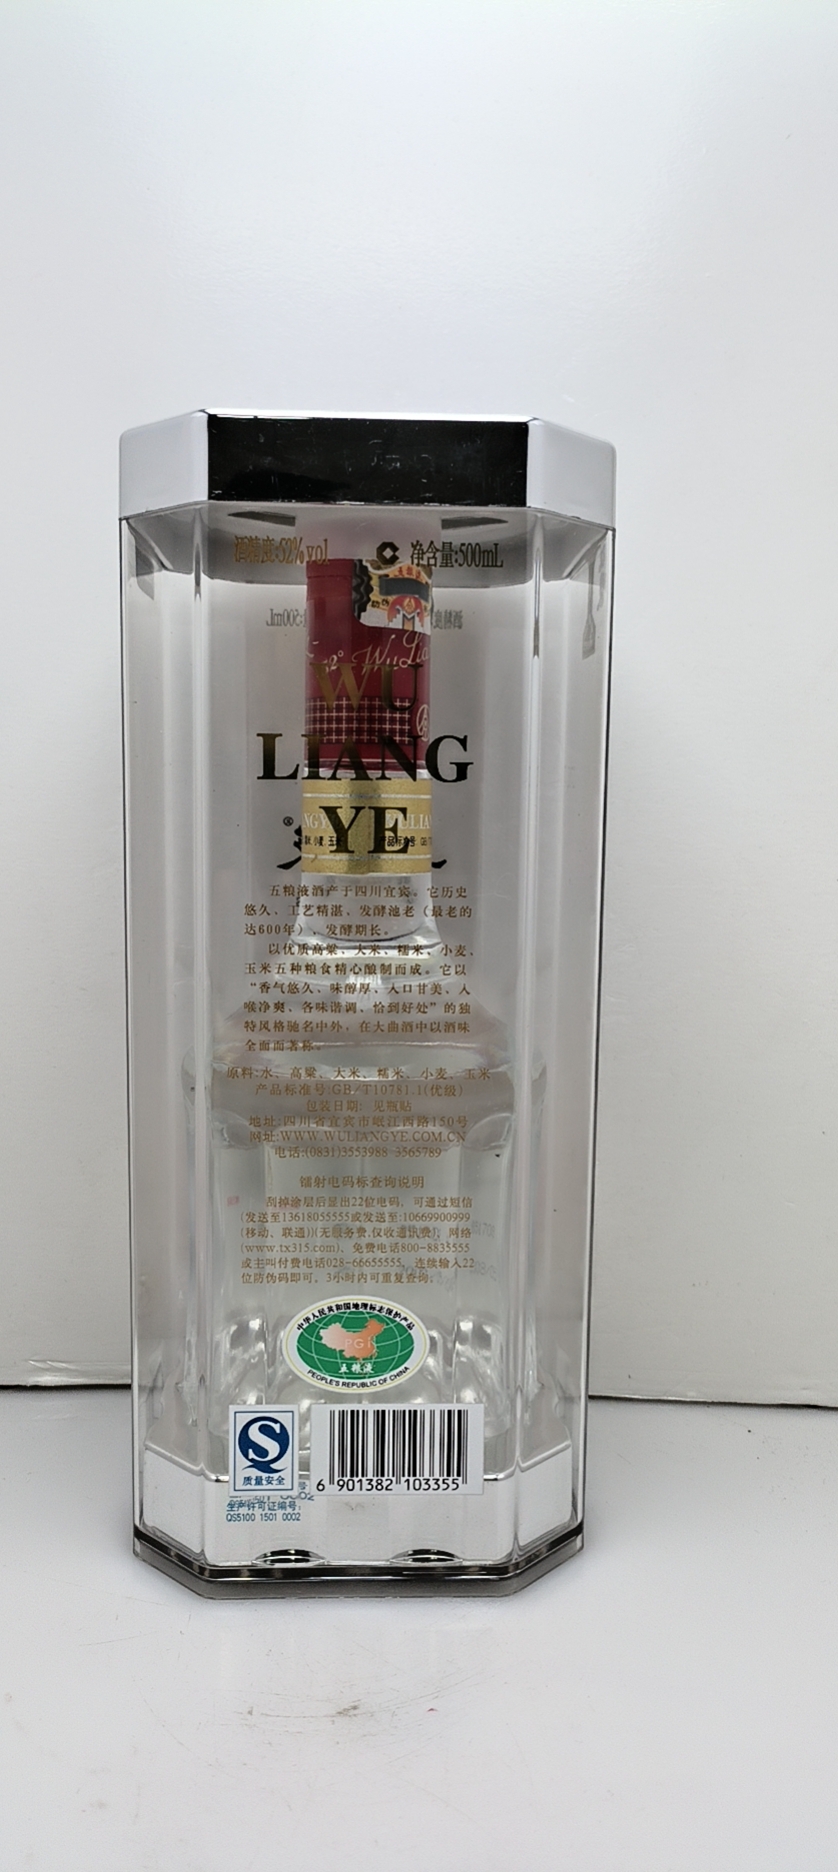 酒精度:52%vol 净含量:500mL
52° WuLia
WU
LIANG
YE
五粮液酒产于四川宜宾。它历史
悠久、工艺精湛、发酵池老（最老的
达600年）、发酵期长。
以优质高粱、大米、糯米、小麦、
玉米五种粮食精心酿制而成。它以
“香气悠久、味醇厚、入口甘美、入
喉净爽、各味谐调、恰到好处”的独
特风格驰名中外，在大曲酒中以酒味
全面而著称。
原料:水、高粱、大米、糯米、小麦、玉米
产品标准号:GB/T10781.1(优级)
包装日期: 见瓶贴
地址:四川省宜宾市岷江西路150号
网址:WWW.WULIANGYE.COM.CN
电话:(0831)3553988 3565789
镭射电码标查询说明
刮掉涂层后显出22位电码，可通过短信
(发送至13618055555或发送至:10669900999
(移动、联通))(无服务费,仅收通讯费)，网络
(www.tx315.com)、免费电话800-8835555
或主叫付费电话028-66655555，连续输入22
位防伪码即可。3小时内可重复查询。
中华人民共和国地理标志保护产品
PGI
五粮液
PEOPLE'S REPUBLIC OF CHINA
质量安全
6 901382 103355
生产许可证编号:
QS5100 1501 0002